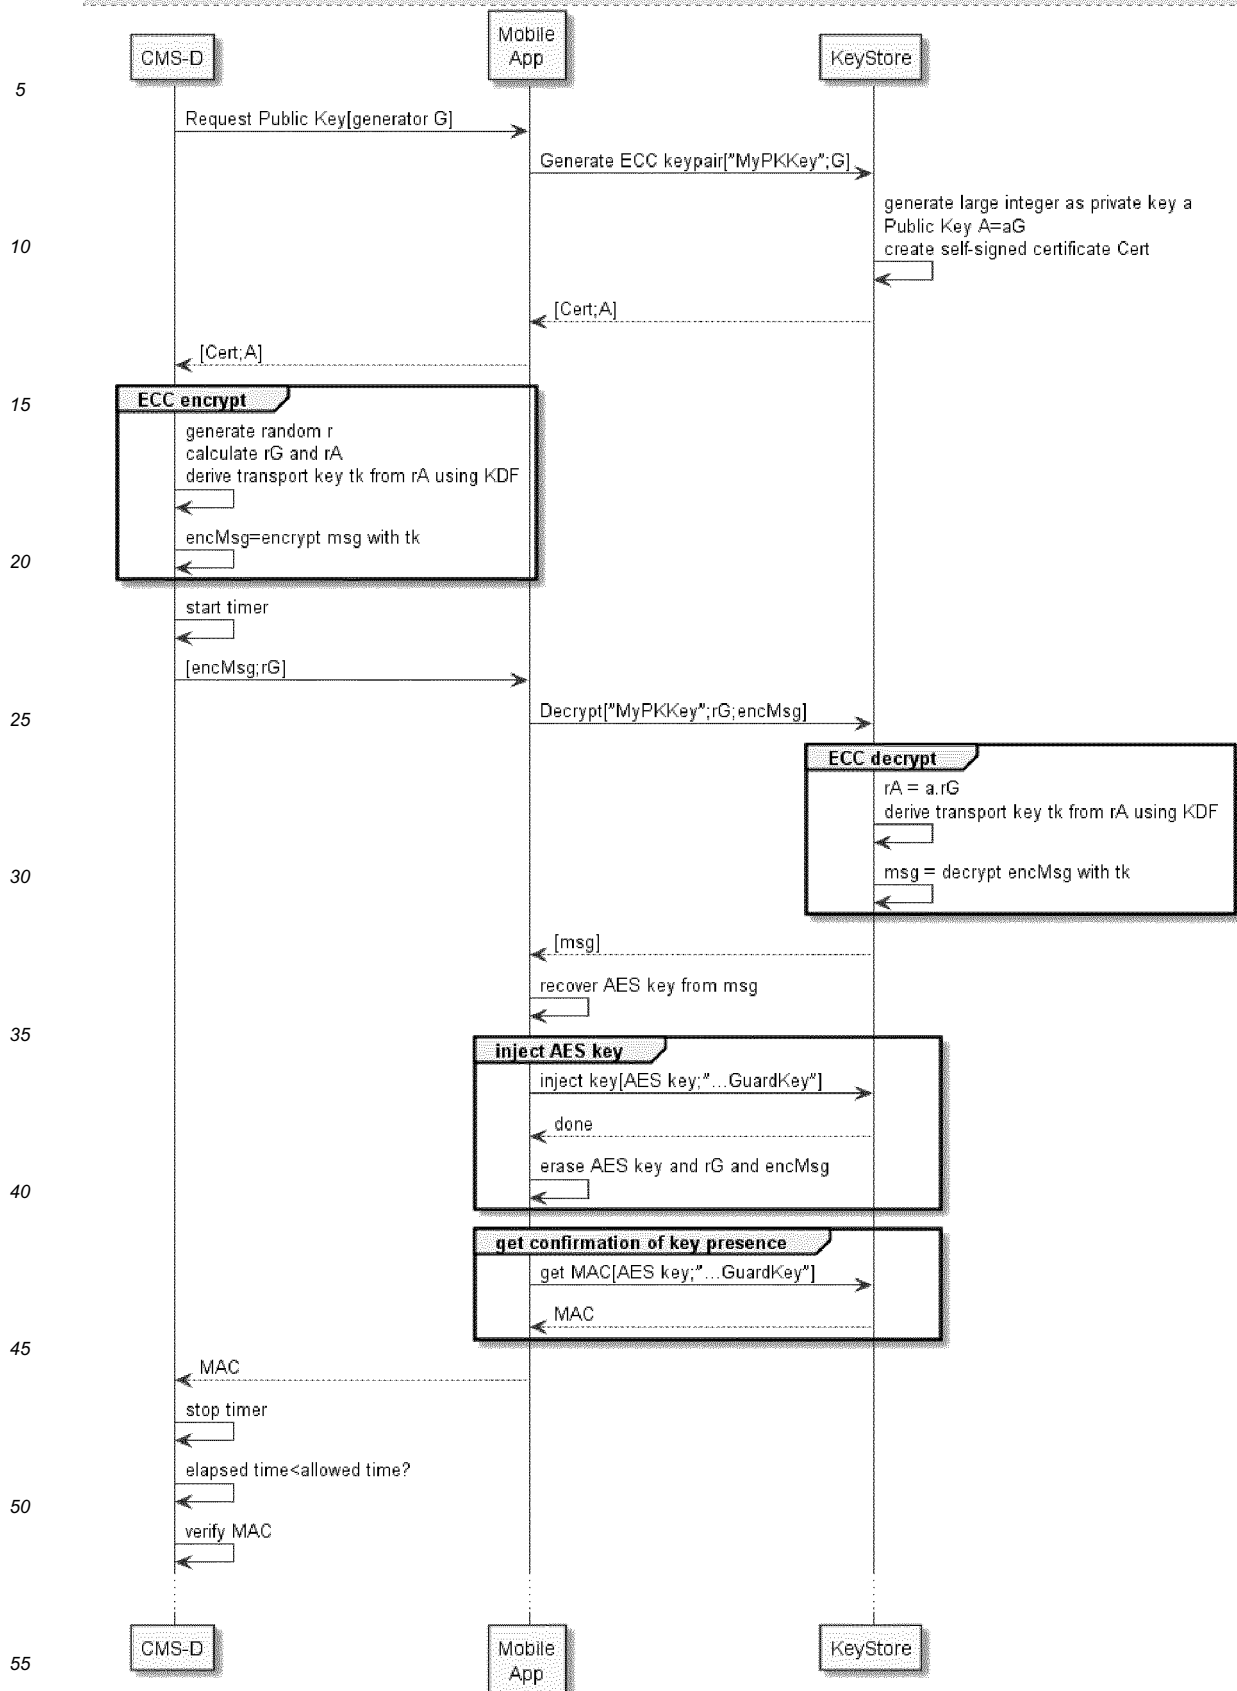 CMS-D
Mobile
App
KeyStore
5
Request Public Key[generator G]
Generate ECC keypair["MyPKKey";G]
generate large integer as private key a
Public Key A=aG
10
create self-signed certificate Cert
[Cert;A]
[Cert;A]
15
ECC encrypt
generate random r
calculate rG and rA
derive transport key tk from rA using KDF
encMsg=encrypt msg with tk
20
start timer
[encMsg;rG]
Decrypt["MyPKKey";rG;encMsg]
25
ECC decrypt
rA = a.rG
derive transport key tk from rA using KDF
msg = decrypt encMsg with tk
30
[msg]
recover AES key from msg
35
inject AES key
inject key[AES key;"...GuardKey"]
done
erase AES key and rG and encMsg
40
get confirmation of key presence
get MAC[AES key;"...GuardKey"]
MAC
45
MAC
stop timer
elapsed time<allowed time?
50
verify MAC
CMS-D
Mobile
App
KeyStore
55